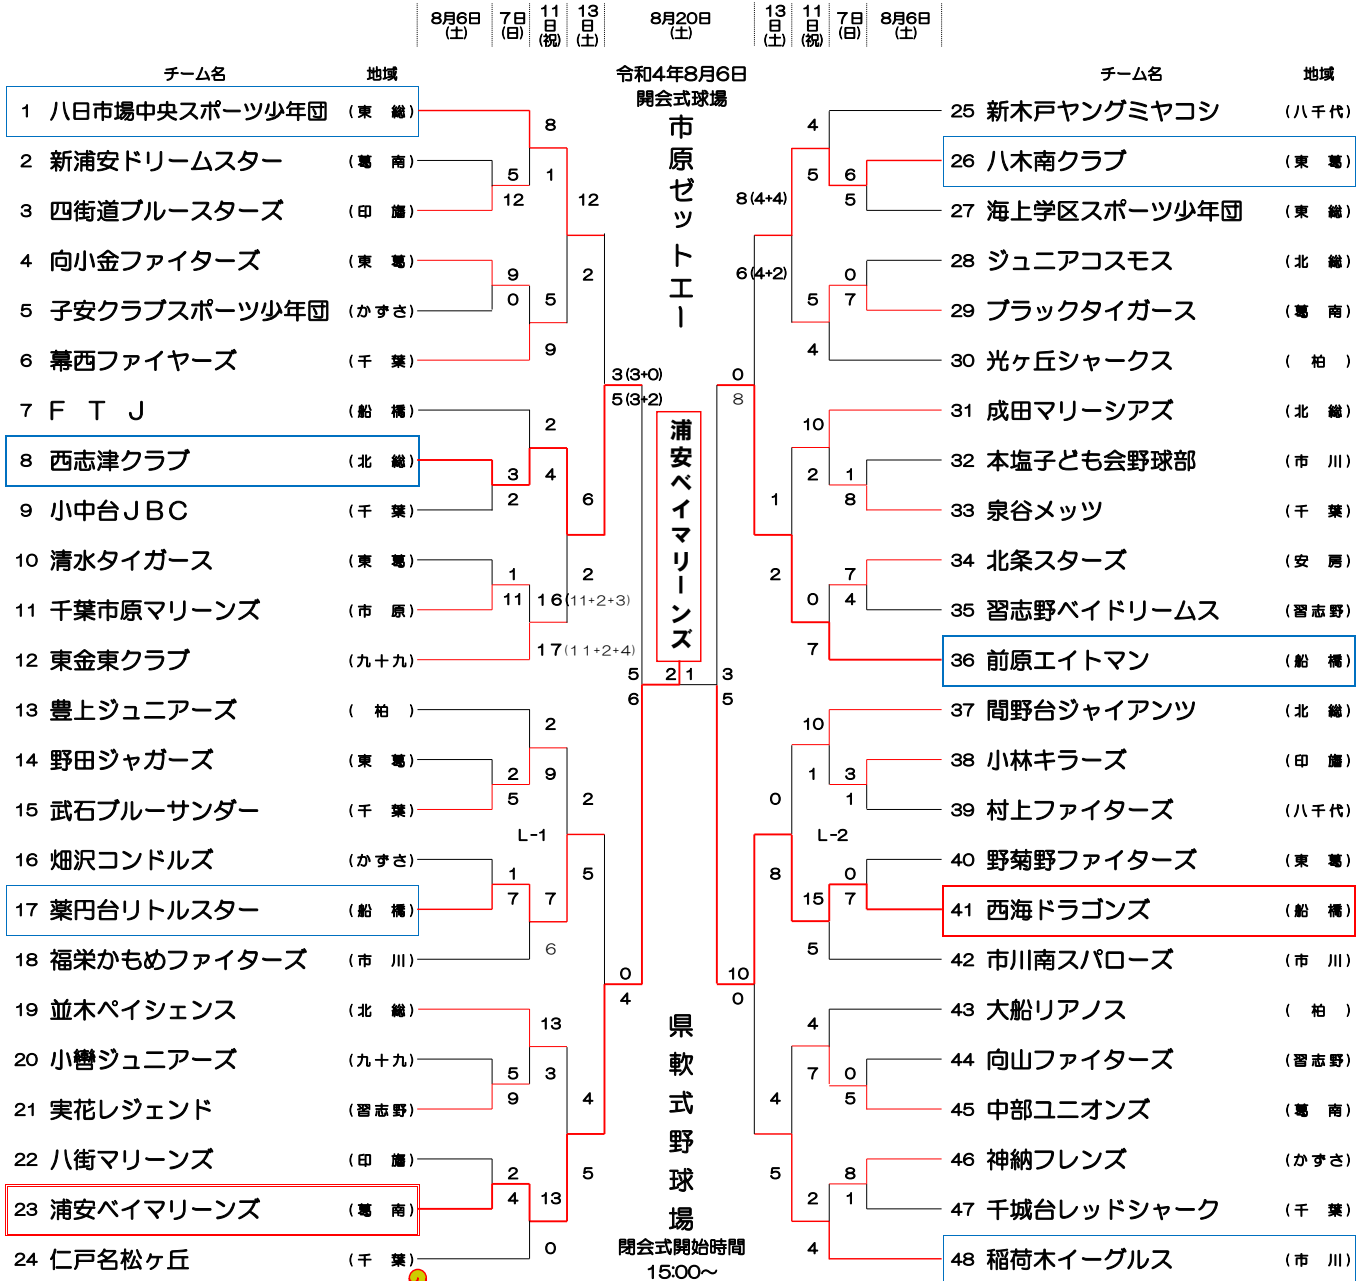 8月6日(土) 7日(日) 11日(祝) 13日(土) 8月20日(土) 13日(土) 11日(祝) 7日(日) 8月6日(土)
チーム名 地域 令和4年8月6日 チーム名 地域
開会式球場
市原ゼットエー
1 八日市場中央スポーツ少年団 (東 総)
2 新浦安ドリームスター (葛 南)
3 四街道ブルースターズ (印 旛)
4 向小金ファイターズ (東 葛)
5 子安クラブスポーツ少年団 (かずさ)
6 幕西ファイヤーズ (千 葉)
7 F T J (船 橋)
8 西志津クラブ (北 総)
9 小中台JBC (千 葉)
10 清水タイガース (東 葛)
11 千葉市原マリーンズ (市 原)
12 東金東クラブ (九十九)
13 豊上ジュニアーズ ( 柏 )
14 野田ジャガーズ (東 葛)
15 武石ブルーサンダー (千 葉)
16 畑沢コンドルズ (かずさ)
17 薬円台リトルスター (船 橋)
18 福栄かもめファイターズ (市 川)
19 並木ペイシェンス (北 総)
20 小轡ジュニアーズ (九十九)
21 実花レジェンド (習志野)
22 八街マリーンズ (印 旛)
23 浦安ベイマリーンズ (葛 南)
24 仁戸名松ヶ丘 (千 葉)
5
12
9
0
3
2
1
11
2
5
1
7
5
9
2
4
8
1
5
9
2
4
16(11+2+3)
17(11+2+4)
2
9
L-1
7
6
13
3
13
0
12
2
6
2
2
5
4
5
3(3+0)
5(3+2)
0
4
5
6
2 1
浦安ベイマリーンズ
3
5
0
8
10
0
8(4+4)
6(4+2)
1
2
0
8
4
5
4
5
5
4
10
2
0
7
10
1
L-2
15
5
4
7
2
4
6
5
0
7
1
8
7
4
3
1
0
7
0
5
8
1
25 新木戸ヤングミヤコシ (八千代)
26 八木南クラブ (東 葛)
27 海上学区スポーツ少年団 (東 総)
28 ジュニアコスモス (北 総)
29 ブラックタイガース (葛 南)
30 光ヶ丘シャークス ( 柏 )
31 成田マリーシアズ (北 総)
32 本塩子ども会野球部 (市 川)
33 泉谷メッツ (千 葉)
34 北条スターズ (安 房)
35 習志野ベイドリームス (習志野)
36 前原エイトマン (船 橋)
37 間野台ジャイアンツ (北 総)
38 小林キラーズ (印 旛)
39 村上ファイターズ (八千代)
40 野菊野ファイターズ (東 葛)
41 西海ドラゴンズ (船 橋)
42 市川南スパローズ (市 川)
43 大船リアノス ( 柏 )
44 向山ファイターズ (習志野)
45 中部ユニオンズ (葛 南)
46 神納フレンズ (かずさ)
47 千城台レッドシャーク (千 葉)
48 稲荷木イーグルス (市 川)
県軟式野球場
閉会式開始時間
15:00～